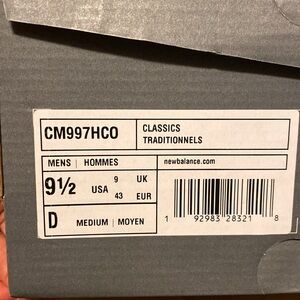 CM997HCO
CLASSICS
TRADITIONNELS
MENS | HOMMES
newbalance.com
9½ USA 9 UK
43 EUR
D MEDIUM | MOYEN
1 92983 28321 8